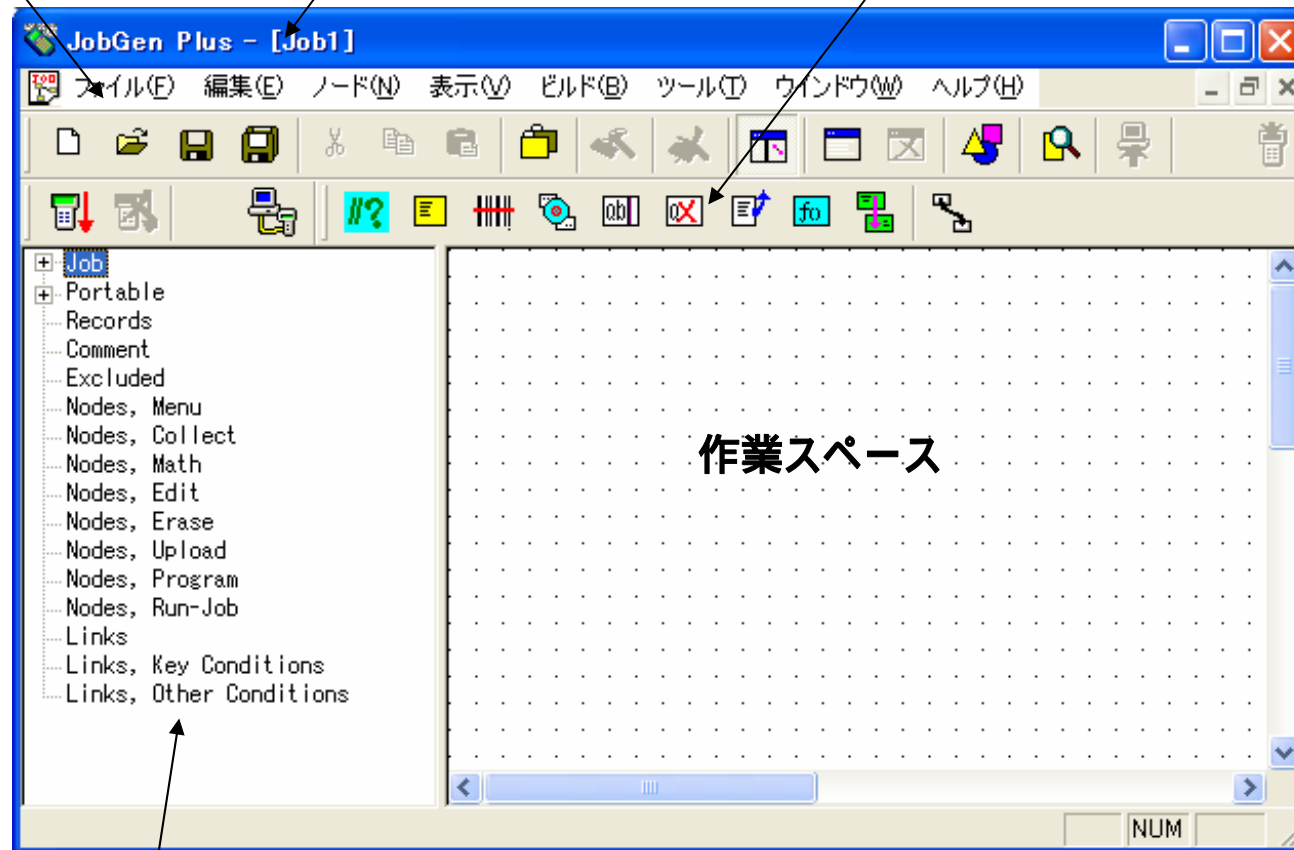 JobGen Plus - [Job1]
ファイル(F) 編集(E) ノード(N) 表示(V) ビルド(B) ツール(T) ウインドウ(W) ヘルプ(H)
//? ab fo
Job
Portable
Records
Comment
Excluded
Nodes, Menu
Nodes, Collect
Nodes, Math
Nodes, Edit
Nodes, Erase
Nodes, Upload
Nodes, Program
Nodes, Run-Job
Links
Links, Key Conditions
Links, Other Conditions
作業スペース
NUM